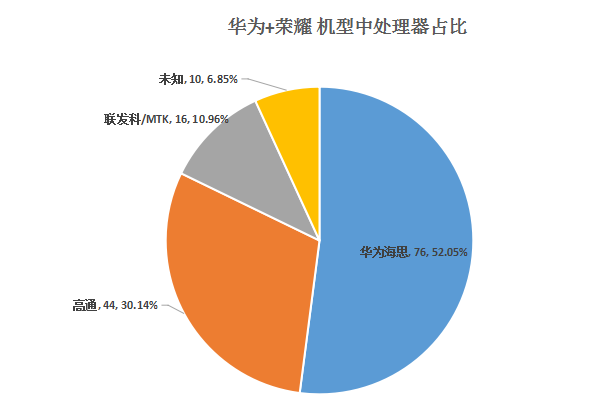 华为+荣耀 机型中处理器占比
未知, 10, 6.85%
联发科/MTK, 16, 10.96%
华为海思, 76, 52.05%
高通, 44, 30.14%